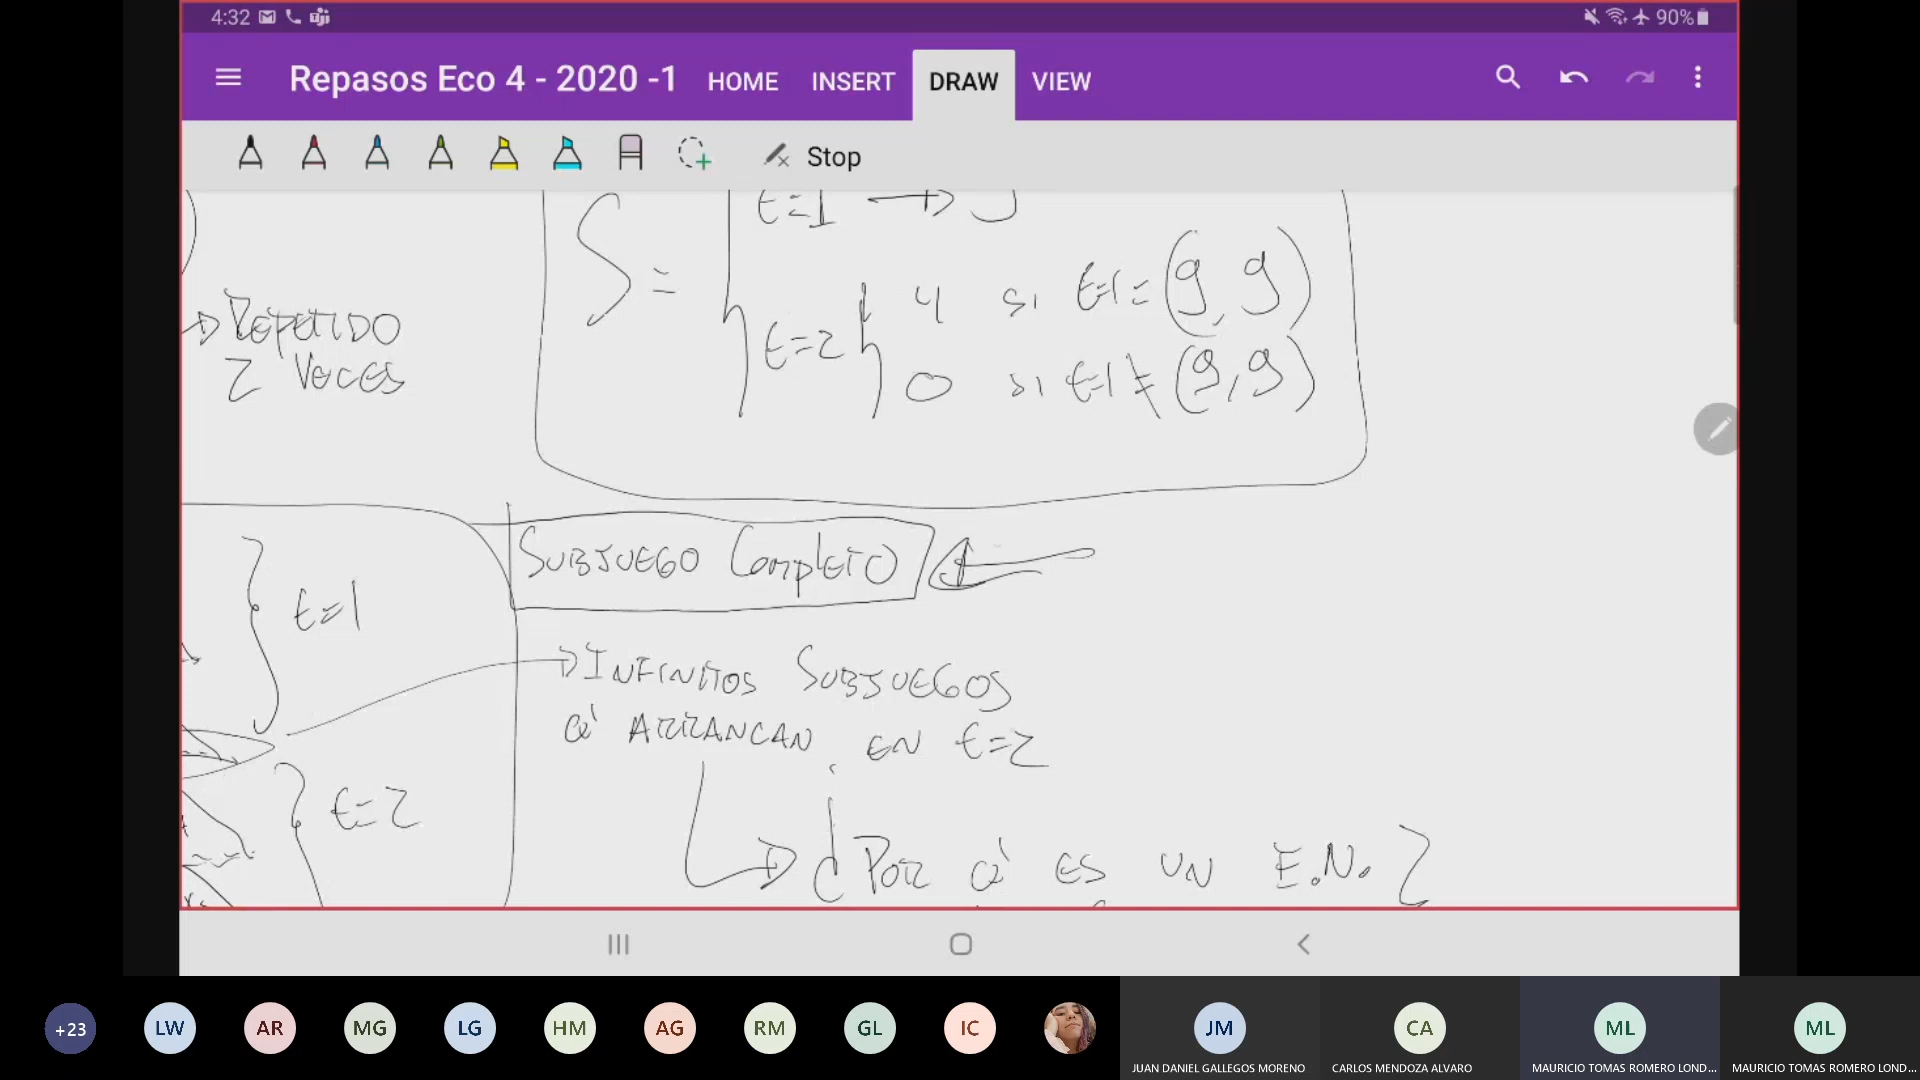 4:32 90%
Repasos Eco 4 - 2020 -1 HOME INSERT DRAW VIEW
Stop
t=1 →
S =
4 si t=1=(g,g)
t=2
0 si t=1≠(g,g)
→ REPETIDO
2 VECES
SUBJUEGO COMPLETO
t=1
→ INFINITOS SUBJUEGOS
Q' ARRANCAN EN t=2
t=2
→ ¿POR Q' ES UN E.N.?
+23 LW AR MG LG HM AG RM GL IC JM CA ML ML
JUAN DANIEL GALLEGOS MORENO CARLOS MENDOZA ALVARO MAURICIO TOMAS ROMERO LOND... MAURICIO TOMAS ROMERO LOND...